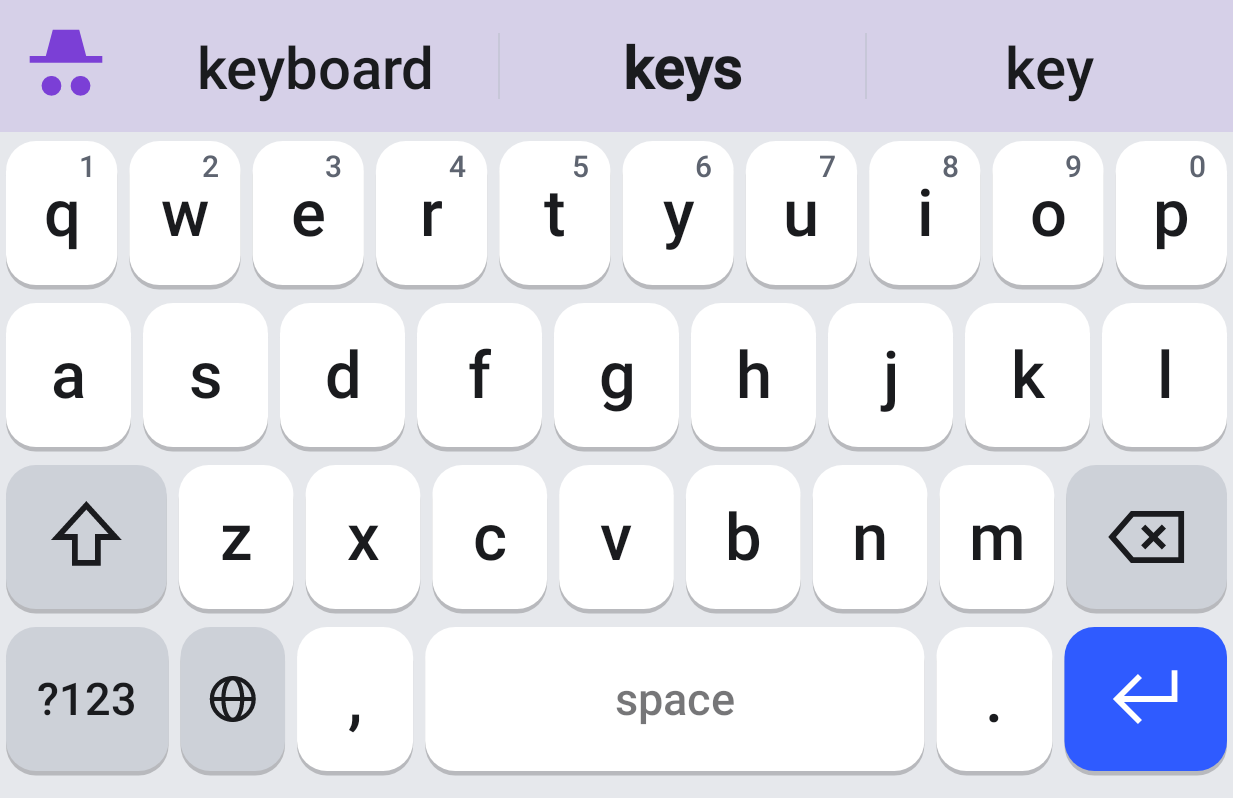 keyboard keys key
1 2 3 4 5 6 7 8 9 0
q w e r t y u i o p
a s d f g h j k l
z x c v b n m
?123 , space .